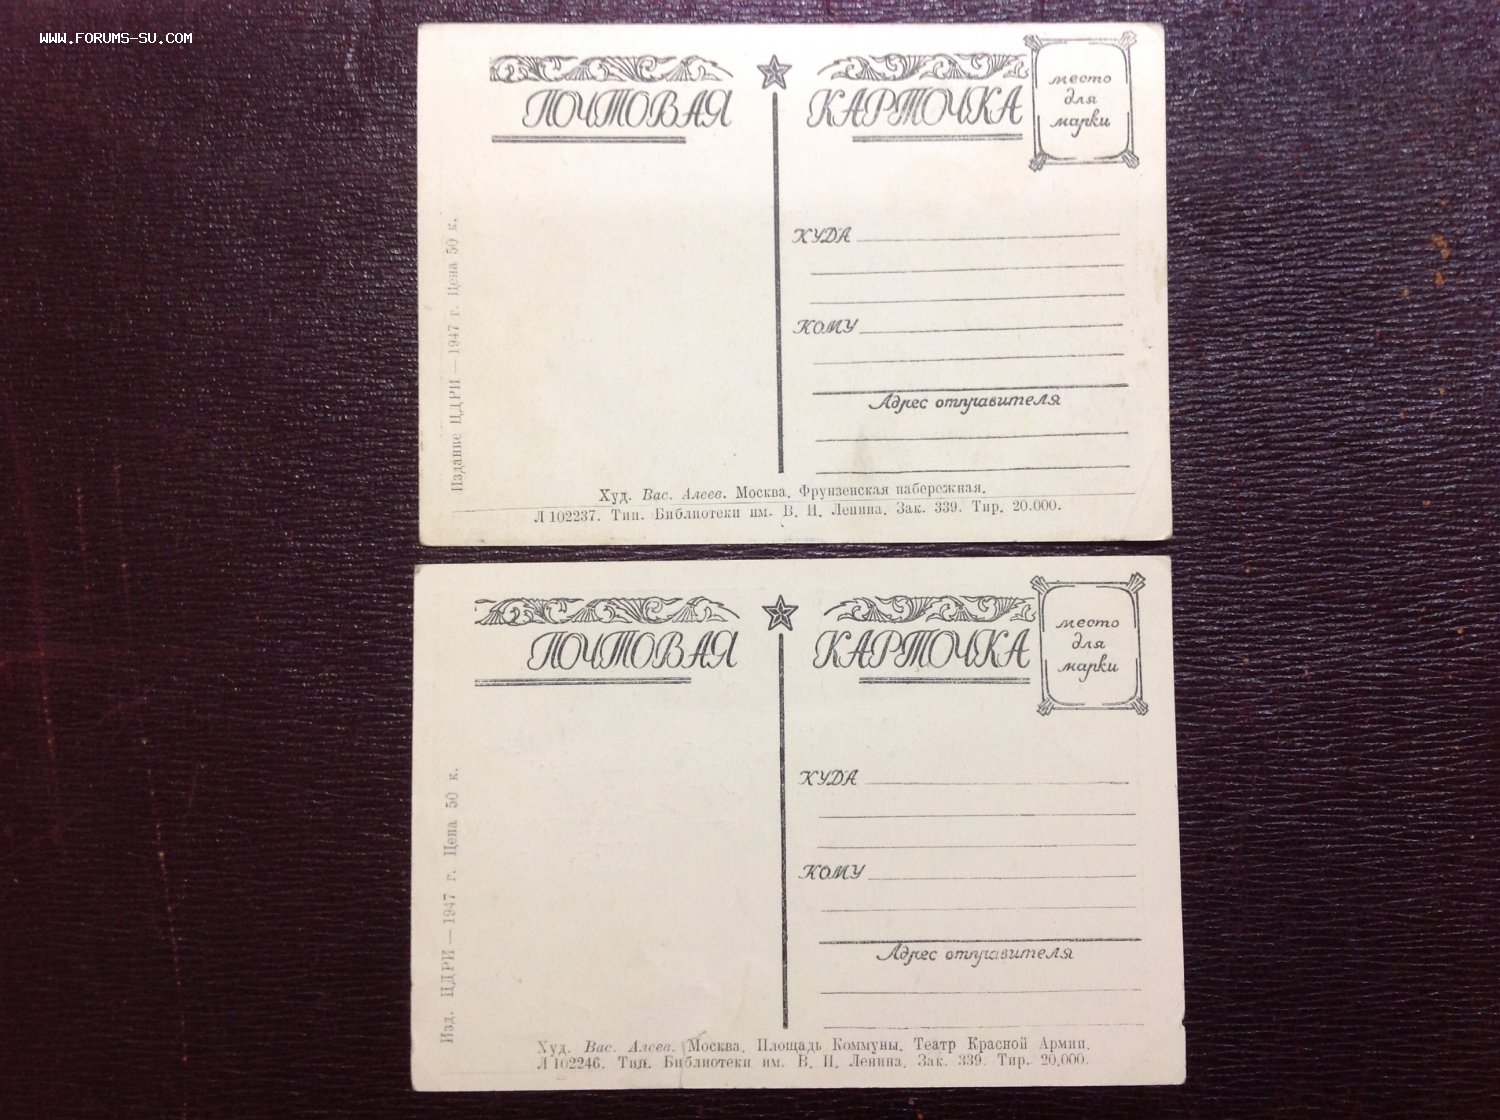 WWW.FORUMS-SU.COM
ПОЧТОВАЯ КАРТОЧКА
место
для
марки
КУДА
КОМУ
Адрес отправителя
Издание ЦДРИ — 1947 г. Цена 50 к.
Худ. Вас. Алеев. Москва. Фрунзенская набережная.
Л 102237. Тип. Библиотеки им. В. И. Ленина. Зак. 339. Тир. 20.000.
ПОЧТОВАЯ КАРТОЧКА
место
для
марки
КУДА
КОМУ
Адрес отправителя
Изд. ЦДРИ — 1947 г. Цена 50 к.
Худ. Вас. Алеев. Москва. Площадь Коммуны. Театр Красной Армии.
Л 102246. Тип. Библиотеки им. В. И. Ленина. Зак. 339. Тир. 20.000.